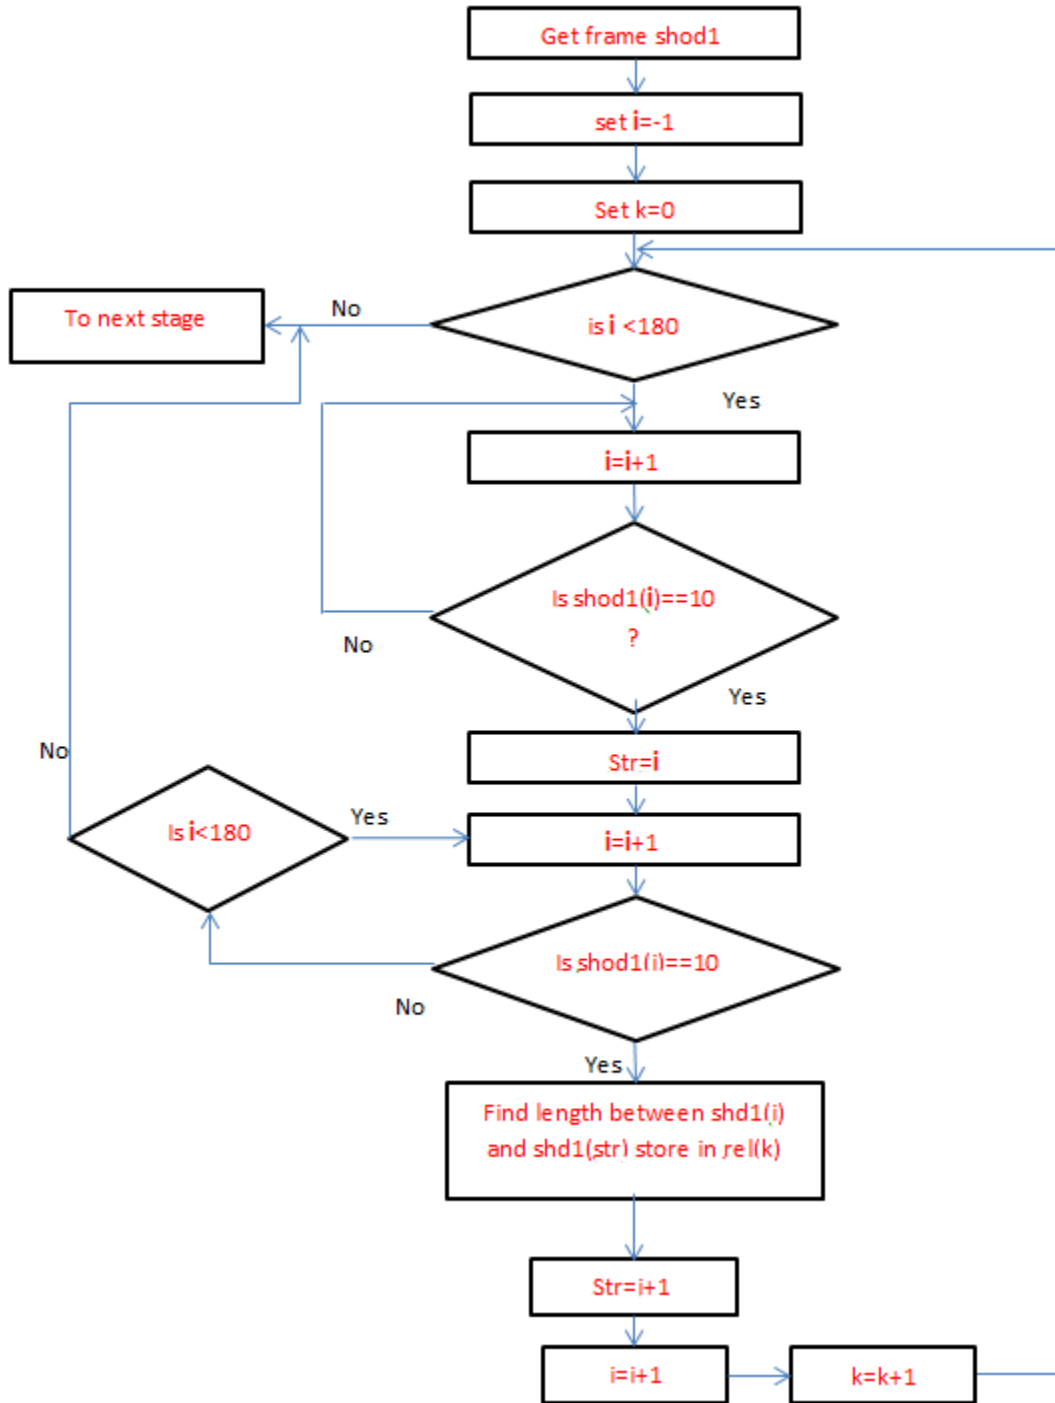 Get frame shod1
set i=-1
Set k=0
is i <180
No
To next stage
Yes
i=i+1
Is shod1(i)==10
?
No
Yes
Str=i
No
Is i<180
Yes
i=i+1
Is shod1(i)==10
No
Yes
Find length between shd1(i)
and shd1(str) store in rel(k)
Str=i+1
i=i+1
k=k+1